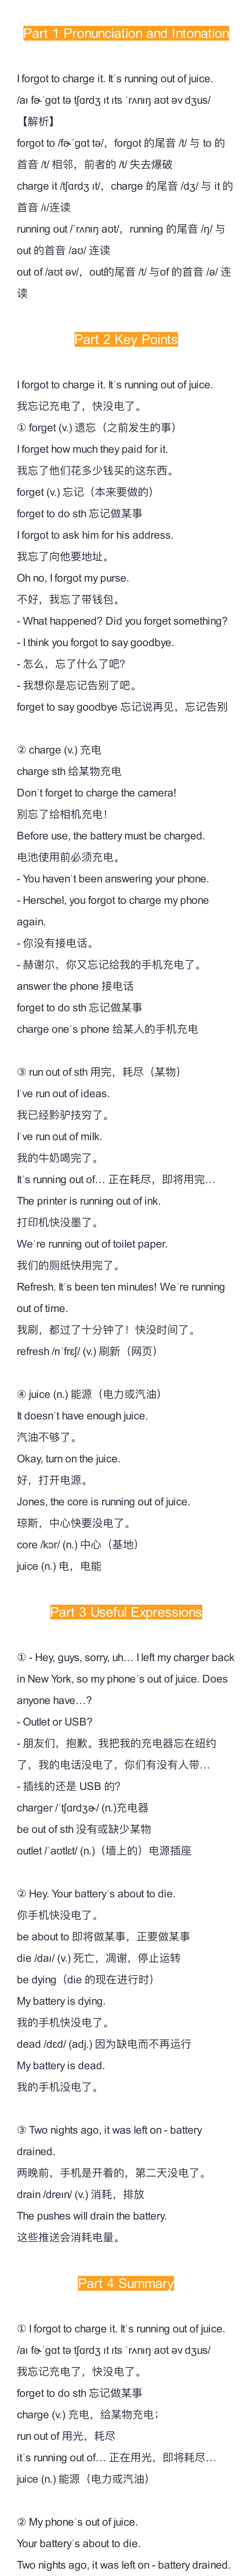 Part 1 Pronunciation and Intonation
I forgot to charge it. It's running out of juice.
/aɪ fɚˈɡɑt tə tʃɑrdʒ ɪt ɪts ˈrʌnɪŋ aʊt əv dʒus/
【解析】
forgot to /fɚˈɡɑt tə/，forgot 的尾音 /t/ 与 to 的
首音 /t/ 相邻，前者的 /t/ 失去爆破
charge it /tʃɑrdʒ ɪt/，charge 的尾音 /dʒ/ 与 it 的
首音 /ɪ/连读
running out /ˈrʌnɪŋ aʊt/，running 的尾音 /ŋ/ 与
out 的首音 /aʊ/ 连读
out of /aʊt əv/，out的尾音 /t/ 与of 的首音 /ə/ 连
读
Part 2 Key Points
I forgot to charge it. It's running out of juice.
我忘记充电了，快没电了。
① forget (v.) 遗忘（之前发生的事）
I forget how much they paid for it.
我忘了他们花多少钱买的这东西。
forget (v.) 忘记（本来要做的）
forget to do sth 忘记做某事
I forgot to ask him for his address.
我忘了向他要地址。
Oh no, I forgot my purse.
不好，我忘了带钱包。
- What happened? Did you forget something?
- I think you forgot to say goodbye.
- 怎么，忘了什么了吧？
- 我想你是忘记告别了吧。
forget to say goodbye 忘记说再见，忘记告别
② charge (v.) 充电
charge sth 给某物充电
Don't forget to charge the camera!
别忘了给相机充电！
Before use, the battery must be charged.
电池使用前必须充电。
- You haven't been answering your phone.
- Herschel, you forgot to charge my phone
again.
- 你没有接电话。
- 赫谢尔，你又忘记给我的手机充电了。
answer the phone 接电话
forget to do sth 忘记做某事
charge one's phone 给某人的手机充电
③ run out of sth 用完，耗尽（某物）
I've run out of ideas.
我已经黔驴技穷了。
I've run out of milk.
我的牛奶喝完了。
It's running out of… 正在耗尽，即将用完…
The printer is running out of ink.
打印机快没墨了。
We're running out of toilet paper.
我们的厕纸快用完了。
Refresh. It's been ten minutes! We're running
out of time.
我刷，都过了十分钟了！快没时间了。
refresh /rɪˈfrɛʃ/ (v.) 刷新（网页）
④ juice (n.) 能源（电力或汽油）
It doesn't have enough juice.
汽油不够了。
Okay, turn on the juice.
好，打开电源。
Jones, the core is running out of juice.
琼斯，中心快要没电了。
core /kɔr/ (n.) 中心（基地）
juice (n.) 电，电能
Part 3 Useful Expressions
① - Hey, guys, sorry, uh… I left my charger back
in New York, so my phone's out of juice. Does
anyone have…?
- Outlet or USB?
- 朋友们，抱歉。我把我的充电器忘在纽约
了，我的电话没电了，你们有没有人带…
- 插线的还是 USB 的?
charger /ˈtʃɑrdʒɚ/ (n.)充电器
be out of sth 没有或缺少某物
outlet /ˈaʊtlɛt/ (n.)（墙上的）电源插座
② Hey. Your battery's about to die.
你手机快没电了。
be about to 即将做某事，正要做某事
die /daɪ/ (v.) 死亡，凋谢，停止运转
be dying（die 的现在进行时）
My battery is dying.
我的手机快没电了。
dead /dɛd/ (adj.) 因为缺电而不再运行
My battery is dead.
我的手机没电了。
③ Two nights ago, it was left on - battery
drained.
两晚前，手机是开着的，第二天没电了。
drain /dreɪn/ (v.) 消耗，排放
The pushes will drain the battery.
这些推送会消耗电量。
Part 4 Summary
① I forgot to charge it. It's running out of juice.
/aɪ fɚˈɡɑt tə tʃɑrdʒ ɪt ɪts ˈrʌnɪŋ aʊt əv dʒus/
我忘记充电了，快没电了。
forget to do sth 忘记做某事
charge (v.) 充电，给某物充电；
run out of 用光，耗尽
it's running out of… 正在用光，即将耗尽…
juice (n.) 能源（电力或汽油）
② My phone's out of juice.
Your battery's about to die.
Two nights ago, it was left on - battery drained.